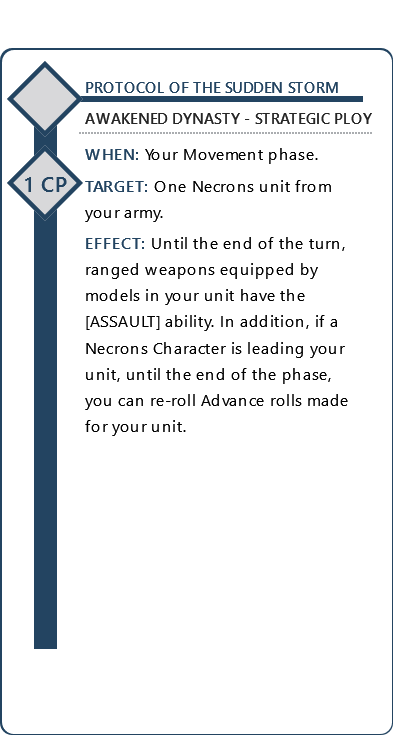 PROTOCOL OF THE SUDDEN STORM
AWAKENED DYNASTY - STRATEGIC PLOY
WHEN: Your Movement phase.
1 CP
TARGET: One Necrons unit from
your army.
EFFECT: Until the end of the turn,
ranged weapons equipped by
models in your unit have the
[ASSAULT] ability. In addition, if a
Necrons Character is leading your
unit, until the end of the phase,
you can re-roll Advance rolls made
for your unit.